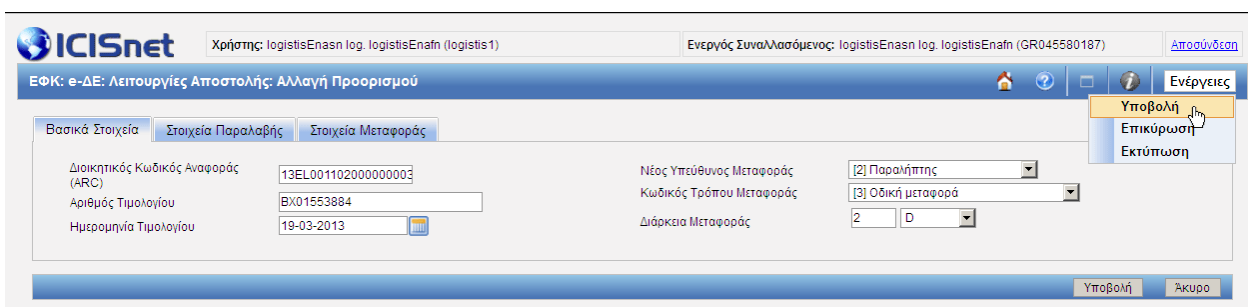 ICISnet
Χρήστης: logistisEnasn log. logistisEnafn (logistis1)
Ενεργός Συναλλασόμενος: logistisEnasn log. logistisEnafn (GR045580187)
Αποσύνδεση
ΕΦΚ: e-ΔΕ: Λειτουργίες Αποστολής: Αλλαγή Προορισμού
Ενέργειες
Υποβολή
Επικύρωση
Εκτύπωση
Βασικά Στοιχεία Στοιχεία Παραλαβής Στοιχεία Μεταφοράς
Διοικητικός Κωδικός Αναφοράς
(ARC)
13EL001102000000003
Αριθμός Τιμολογίου
BX01553884
Ημερομηνία Τιμολογίου
19-03-2013
Νέος Υπεύθυνος Μεταφοράς
[2] Παραλήπτης
Κωδικός Τρόπου Μεταφοράς
[3] Οδική μεταφορά
Διάρκεια Μεταφοράς
2 D
Υποβολή Άκυρο